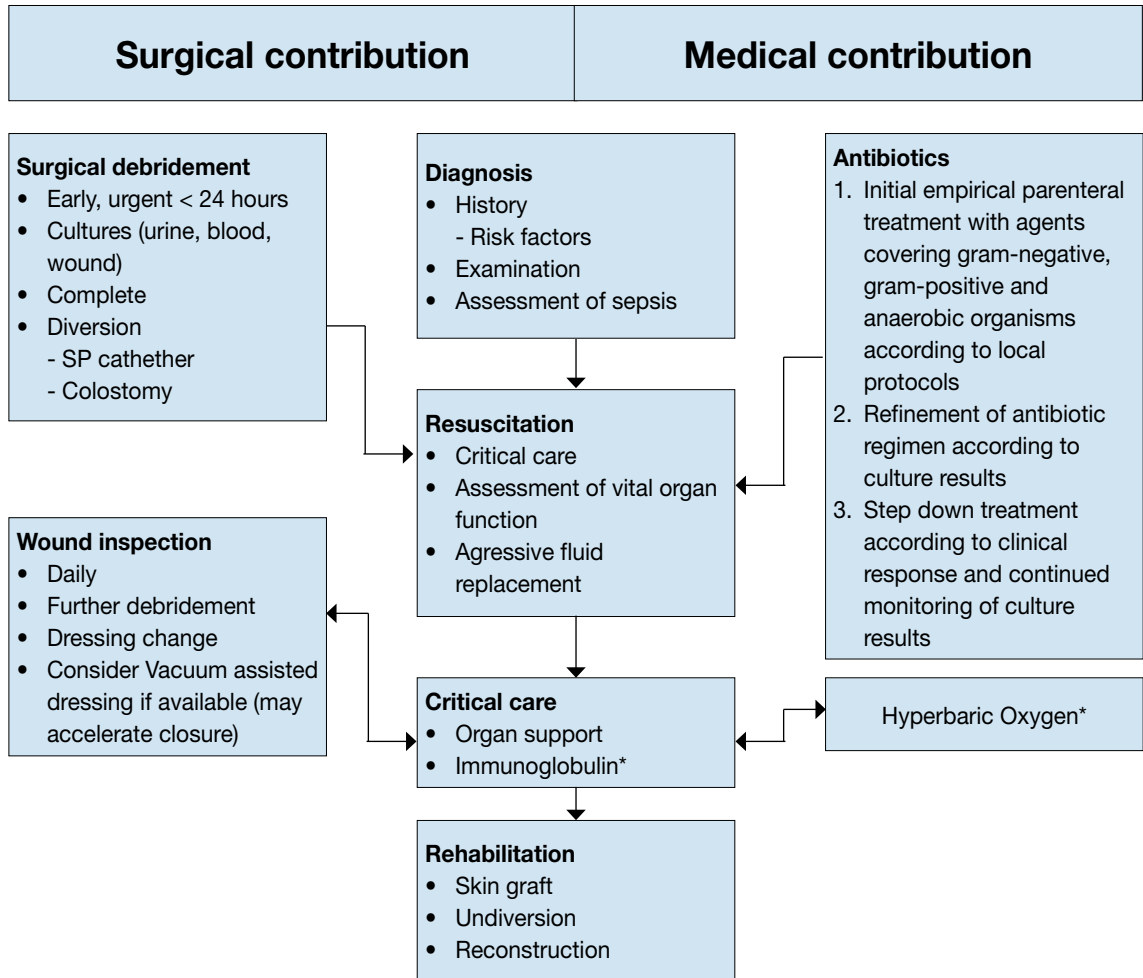 Surgical contribution
Medical contribution
Surgical debridement
• Early, urgent < 24 hours
• Cultures (urine, blood,
wound)
• Complete
• Diversion
- SP cathether
- Colostomy
Diagnosis
• History
- Risk factors
• Examination
• Assessment of sepsis
Antibiotics
1. Initial empirical parenteral
treatment with agents
covering gram-negative,
gram-positive and
anaerobic organisms
according to local
protocols
2. Refinement of antibiotic
regimen according to
culture results
3. Step down treatment
according to clinical
response and continued
monitoring of culture
results
Resuscitation
• Critical care
• Assessment of vital organ
function
• Agressive fluid
replacement
Wound inspection
• Daily
• Further debridement
• Dressing change
• Consider Vacuum assisted
dressing if available (may
accelerate closure)
Critical care
• Organ support
• Immunoglobulin*
Hyperbaric Oxygen*
Rehabilitation
• Skin graft
• Undiversion
• Reconstruction